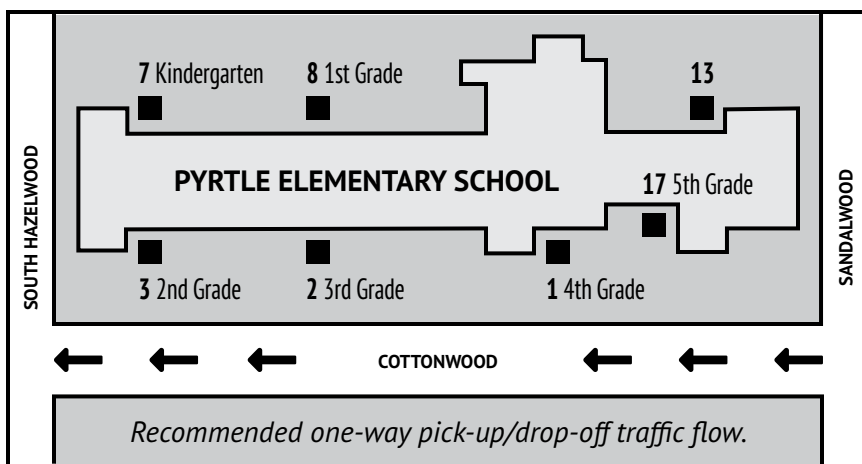 7 Kindergarten
8 1st Grade
13
PYRTLE ELEMENTARY SCHOOL
17 5th Grade
SOUTH HAZELWOOD
SANDALWOOD
3 2nd Grade
2 3rd Grade
1 4th Grade
COTTONWOOD
Recommended one-way pick-up/drop-off traffic flow.